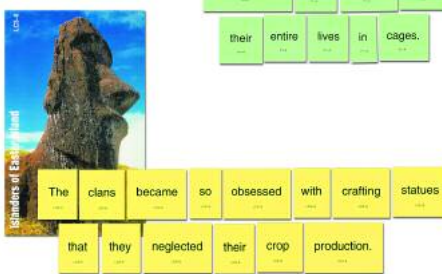 their entire lives in cages.
Islanders of Easter Island
The clans became so obsessed with crafting statues
that they neglected their crop production.